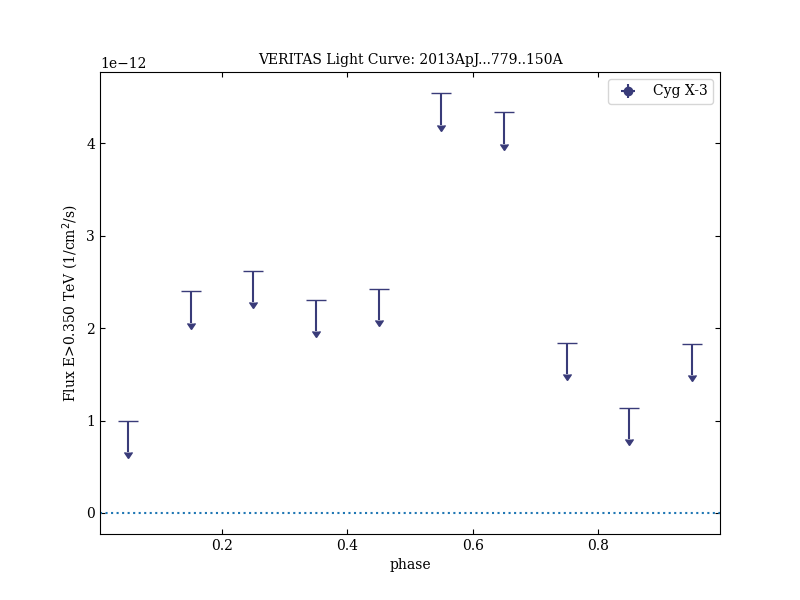 VERITAS Light Curve: 2013ApJ...779..150A
1e−12
Cyg X-3
4
3
2
1
0
Flux E>0.350 TeV (1/cm²/s)
0.2 0.4 0.6 0.8
phase